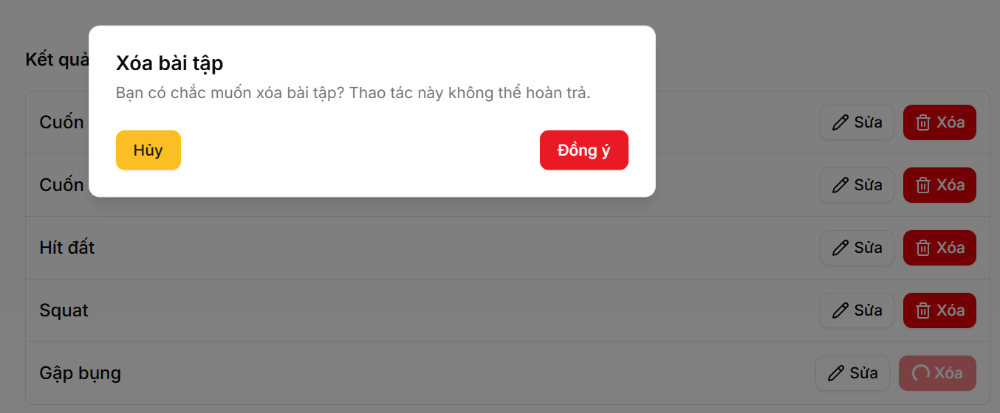 Kết quả
Xóa bài tập
Bạn có chắc muốn xóa bài tập? Thao tác này không thể hoàn trả.
Hủy Đồng ý
Cuốn Sửa Xóa
Cuốn Sửa Xóa
Hít đất Sửa Xóa
Squat Sửa Xóa
Gập bụng Sửa Xóa